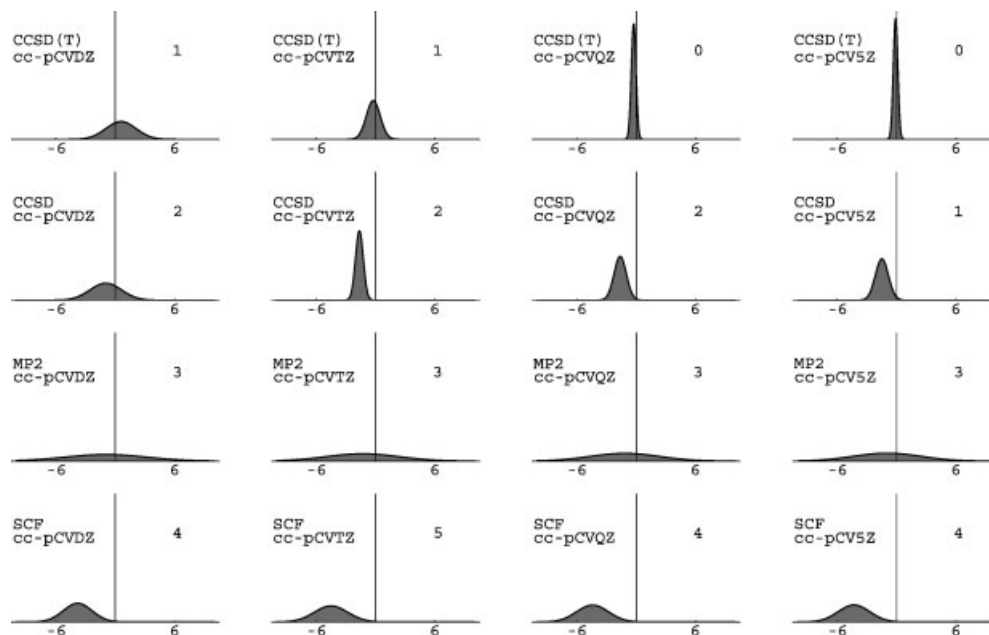 CCSD(T)
cc-pCVDZ
1
-6 6
CCSD(T)
cc-pCVTZ
1
-6 6
CCSD(T)
cc-pCVQZ
0
-6 6
CCSD(T)
cc-pCV5Z
0
-6 6
CCSD
cc-pCVDZ
2
-6 6
CCSD
cc-pCVTZ
2
-6 6
CCSD
cc-pCVQZ
2
-6 6
CCSD
cc-pCV5Z
1
-6 6
MP2
cc-pCVDZ
3
-6 6
MP2
cc-pCVTZ
3
-6 6
MP2
cc-pCVQZ
3
-6 6
MP2
cc-pCV5Z
3
-6 6
SCF
cc-pCVDZ
4
-6 6
SCF
cc-pCVTZ
5
-6 6
SCF
cc-pCVQZ
4
-6 6
SCF
cc-pCV5Z
4
-6 6